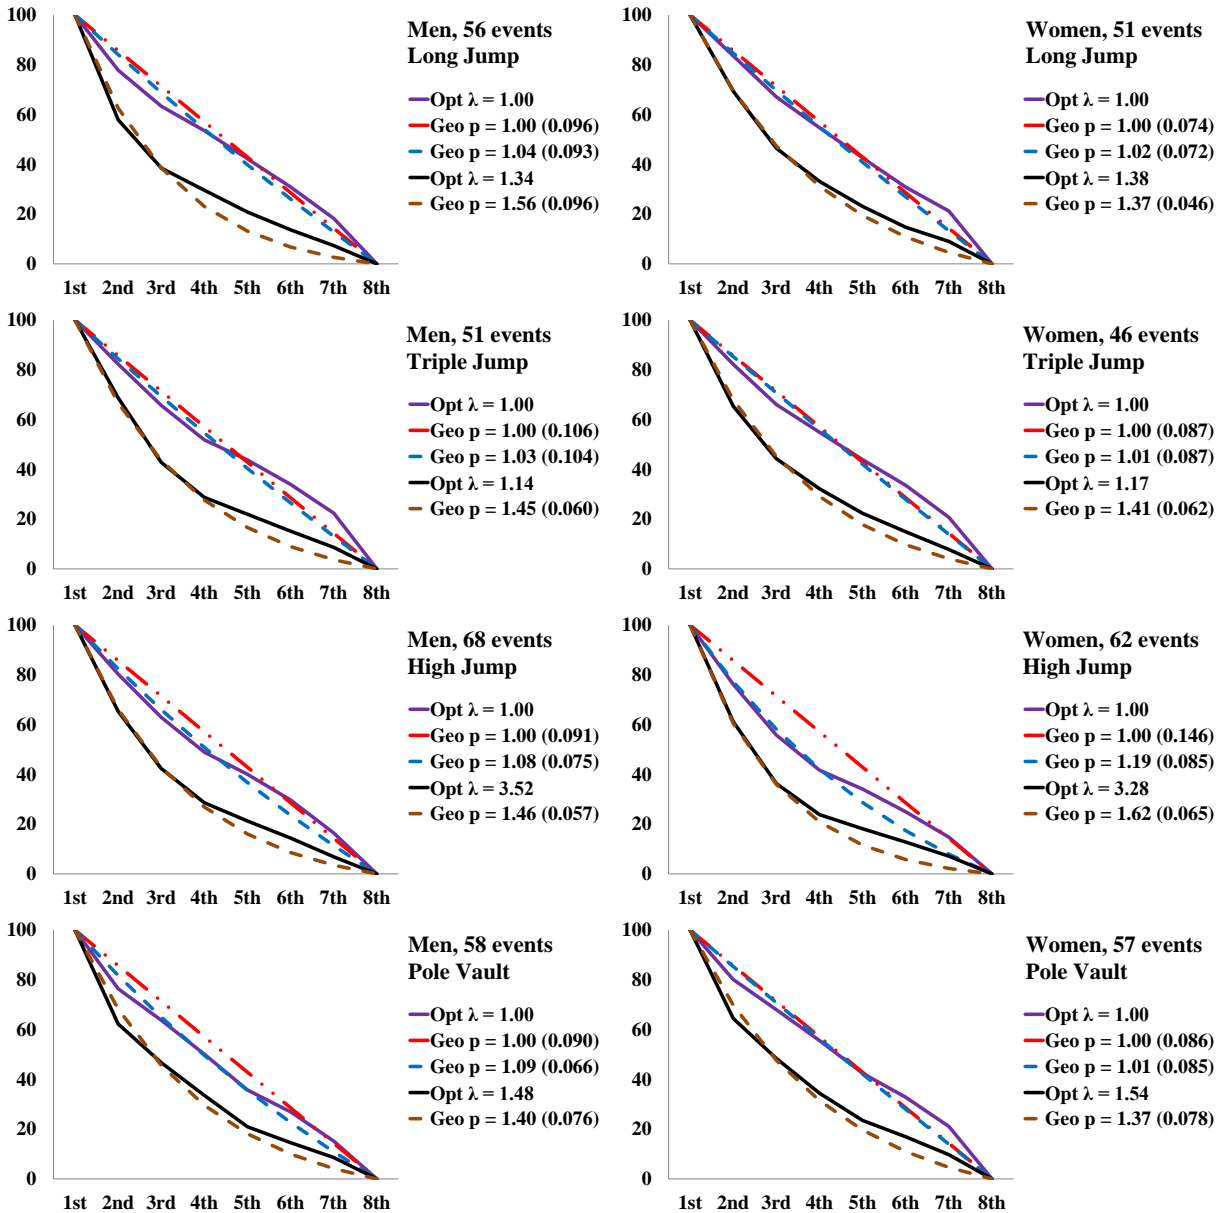 Men, 56 events
Long Jump
Opt λ = 1.00
Geo p = 1.00 (0.096)
Geo p = 1.04 (0.093)
Opt λ = 1.34
Geo p = 1.56 (0.096)
100
80
60
40
20
0
1st 2nd 3rd 4th 5th 6th 7th 8th
Women, 51 events
Long Jump
Opt λ = 1.00
Geo p = 1.00 (0.074)
Geo p = 1.02 (0.072)
Opt λ = 1.38
Geo p = 1.37 (0.046)
100
80
60
40
20
0
1st 2nd 3rd 4th 5th 6th 7th 8th
Men, 51 events
Triple Jump
Opt λ = 1.00
Geo p = 1.00 (0.106)
Geo p = 1.03 (0.104)
Opt λ = 1.14
Geo p = 1.45 (0.060)
100
80
60
40
20
0
1st 2nd 3rd 4th 5th 6th 7th 8th
Women, 46 events
Triple Jump
Opt λ = 1.00
Geo p = 1.00 (0.087)
Geo p = 1.01 (0.087)
Opt λ = 1.17
Geo p = 1.41 (0.062)
100
80
60
40
20
0
1st 2nd 3rd 4th 5th 6th 7th 8th
Men, 68 events
High Jump
Opt λ = 1.00
Geo p = 1.00 (0.091)
Geo p = 1.08 (0.075)
Opt λ = 3.52
Geo p = 1.46 (0.057)
100
80
60
40
20
0
1st 2nd 3rd 4th 5th 6th 7th 8th
Women, 62 events
High Jump
Opt λ = 1.00
Geo p = 1.00 (0.146)
Geo p = 1.19 (0.085)
Opt λ = 3.28
Geo p = 1.62 (0.065)
100
80
60
40
20
0
1st 2nd 3rd 4th 5th 6th 7th 8th
Men, 58 events
Pole Vault
Opt λ = 1.00
Geo p = 1.00 (0.090)
Geo p = 1.09 (0.066)
Opt λ = 1.48
Geo p = 1.40 (0.076)
100
80
60
40
20
0
1st 2nd 3rd 4th 5th 6th 7th 8th
Women, 57 events
Pole Vault
Opt λ = 1.00
Geo p = 1.00 (0.086)
Geo p = 1.01 (0.085)
Opt λ = 1.54
Geo p = 1.37 (0.078)
100
80
60
40
20
0
1st 2nd 3rd 4th 5th 6th 7th 8th